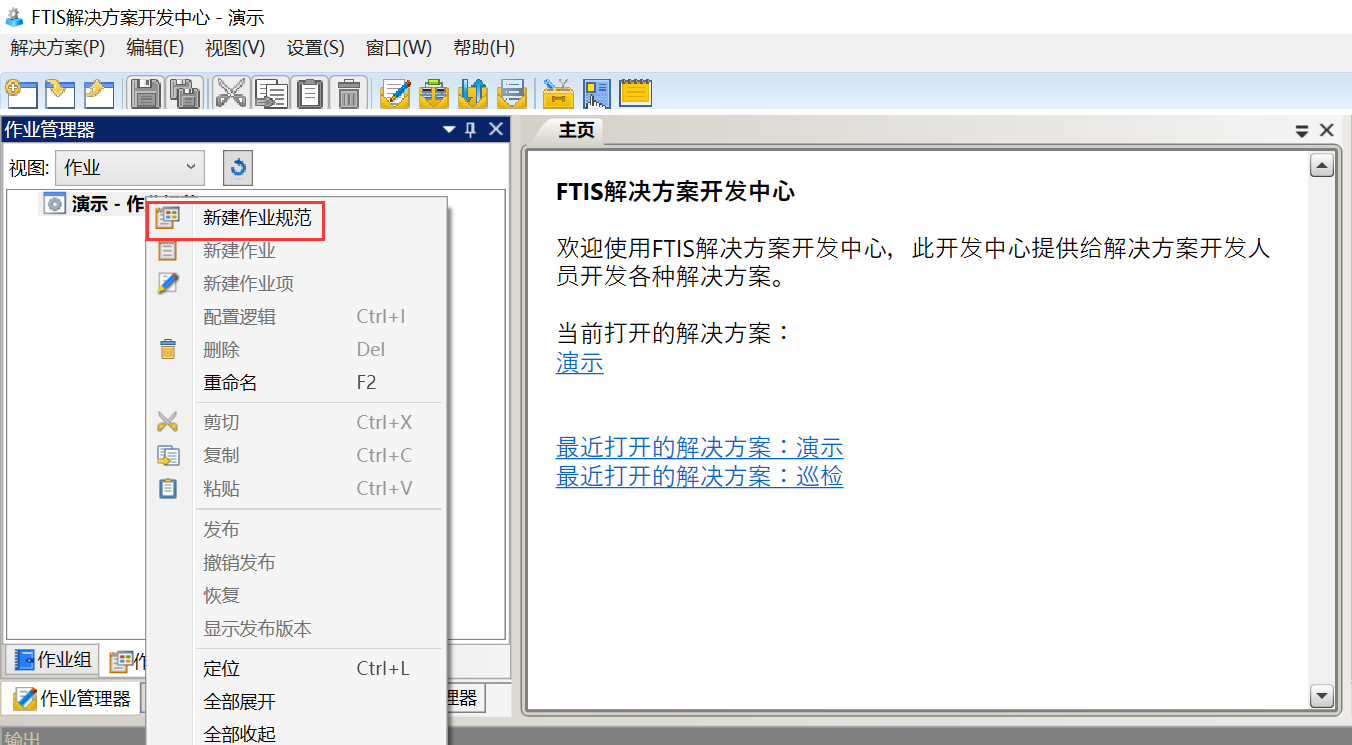 FTIS解决方案开发中心 - 演示
解决方案(P) 编辑(E) 视图(V) 设置(S) 窗口(W) 帮助(H)
作业管理器
视图: 作业
演示 - 作
新建作业规范
新建作业
新建作业项
配置逻辑 Ctrl+I
删除 Del
重命名 F2
剪切 Ctrl+X
复制 Ctrl+C
粘贴 Ctrl+V
发布
撤销发布
恢复
显示发布版本
定位 Ctrl+L
全部展开
全部收起
作业组 作
作业管理器 理器
输出
主页
FTIS解决方案开发中心
欢迎使用FTIS解决方案开发中心，此开发中心提供给解决方案开发人
员开发各种解决方案。
当前打开的解决方案：
演示
最近打开的解决方案：演示
最近打开的解决方案：巡检